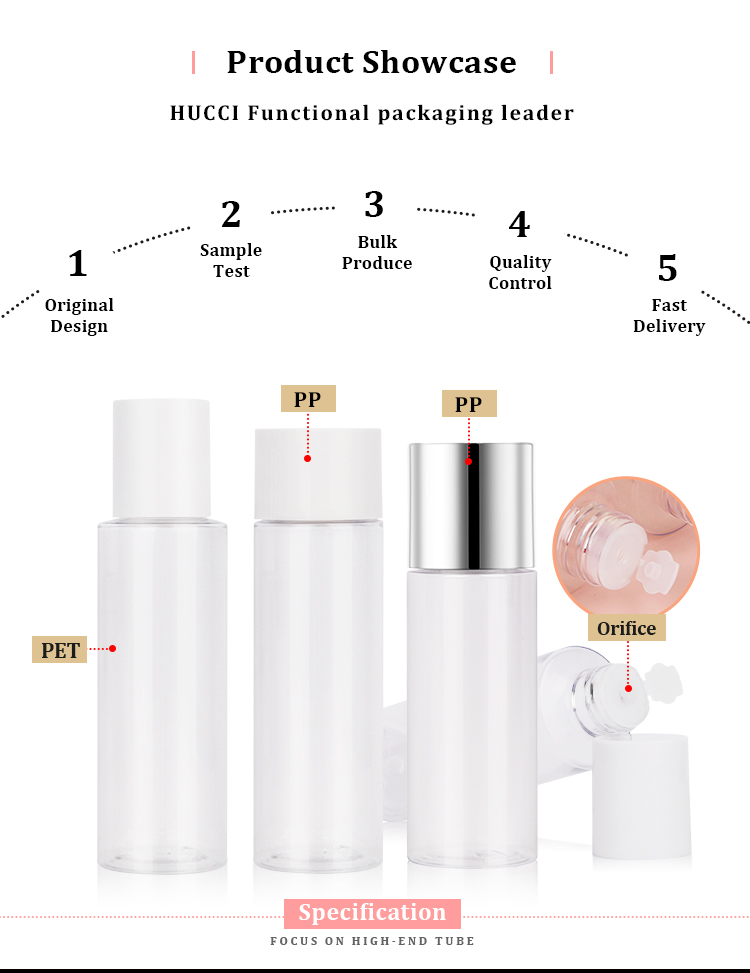 Product Showcase
HUCCI Functional packaging leader
1
Original
Design
2
Sample
Test
3
Bulk
Produce
4
Quality
Control
5
Fast
Delivery
PP
PP
Orifice
PET
Specification
FOCUS ON HIGH-END TUBE